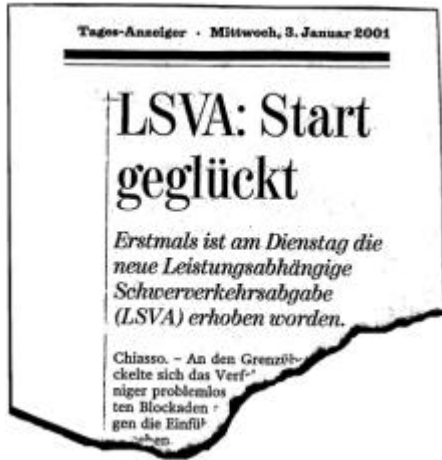 Tages-Anzeiger · Mittwoch, 3. Januar 2001
LSVA: Start
geglückt
Erstmals ist am Dienstag die
neue Leistungsabhängige
Schwerverkehrsabgabe
(LSVA) erhoben worden.
Chiasso. – An den
ckelte sich das
niger problemlos
ten Blockaden
gen die